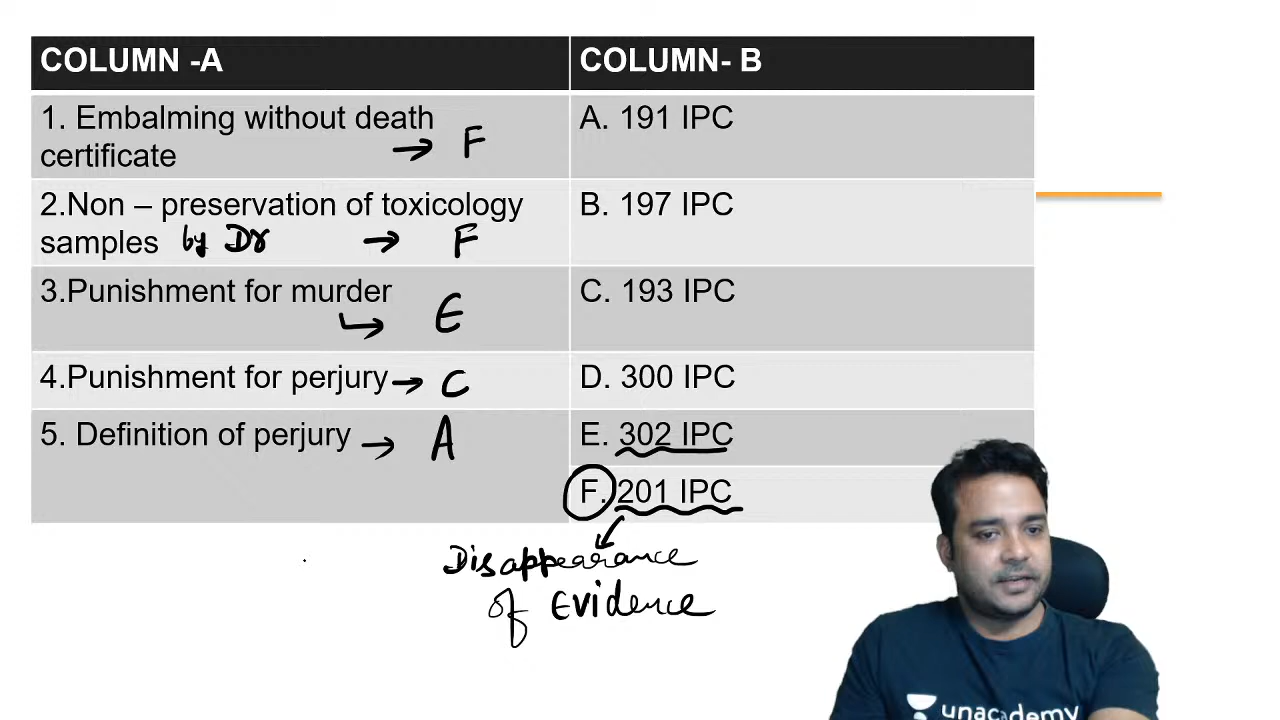 COLUMN -A
COLUMN- B
1. Embalming without death
certificate → F
A. 191 IPC
2.Non – preservation of toxicology
samples by Dr → F
B. 197 IPC
3.Punishment for murder
→ E
C. 193 IPC
4.Punishment for perjury → C
D. 300 IPC
5. Definition of perjury → A
E. 302 IPC
F. 201 IPC
Disappearance
of Evidence
unacademy